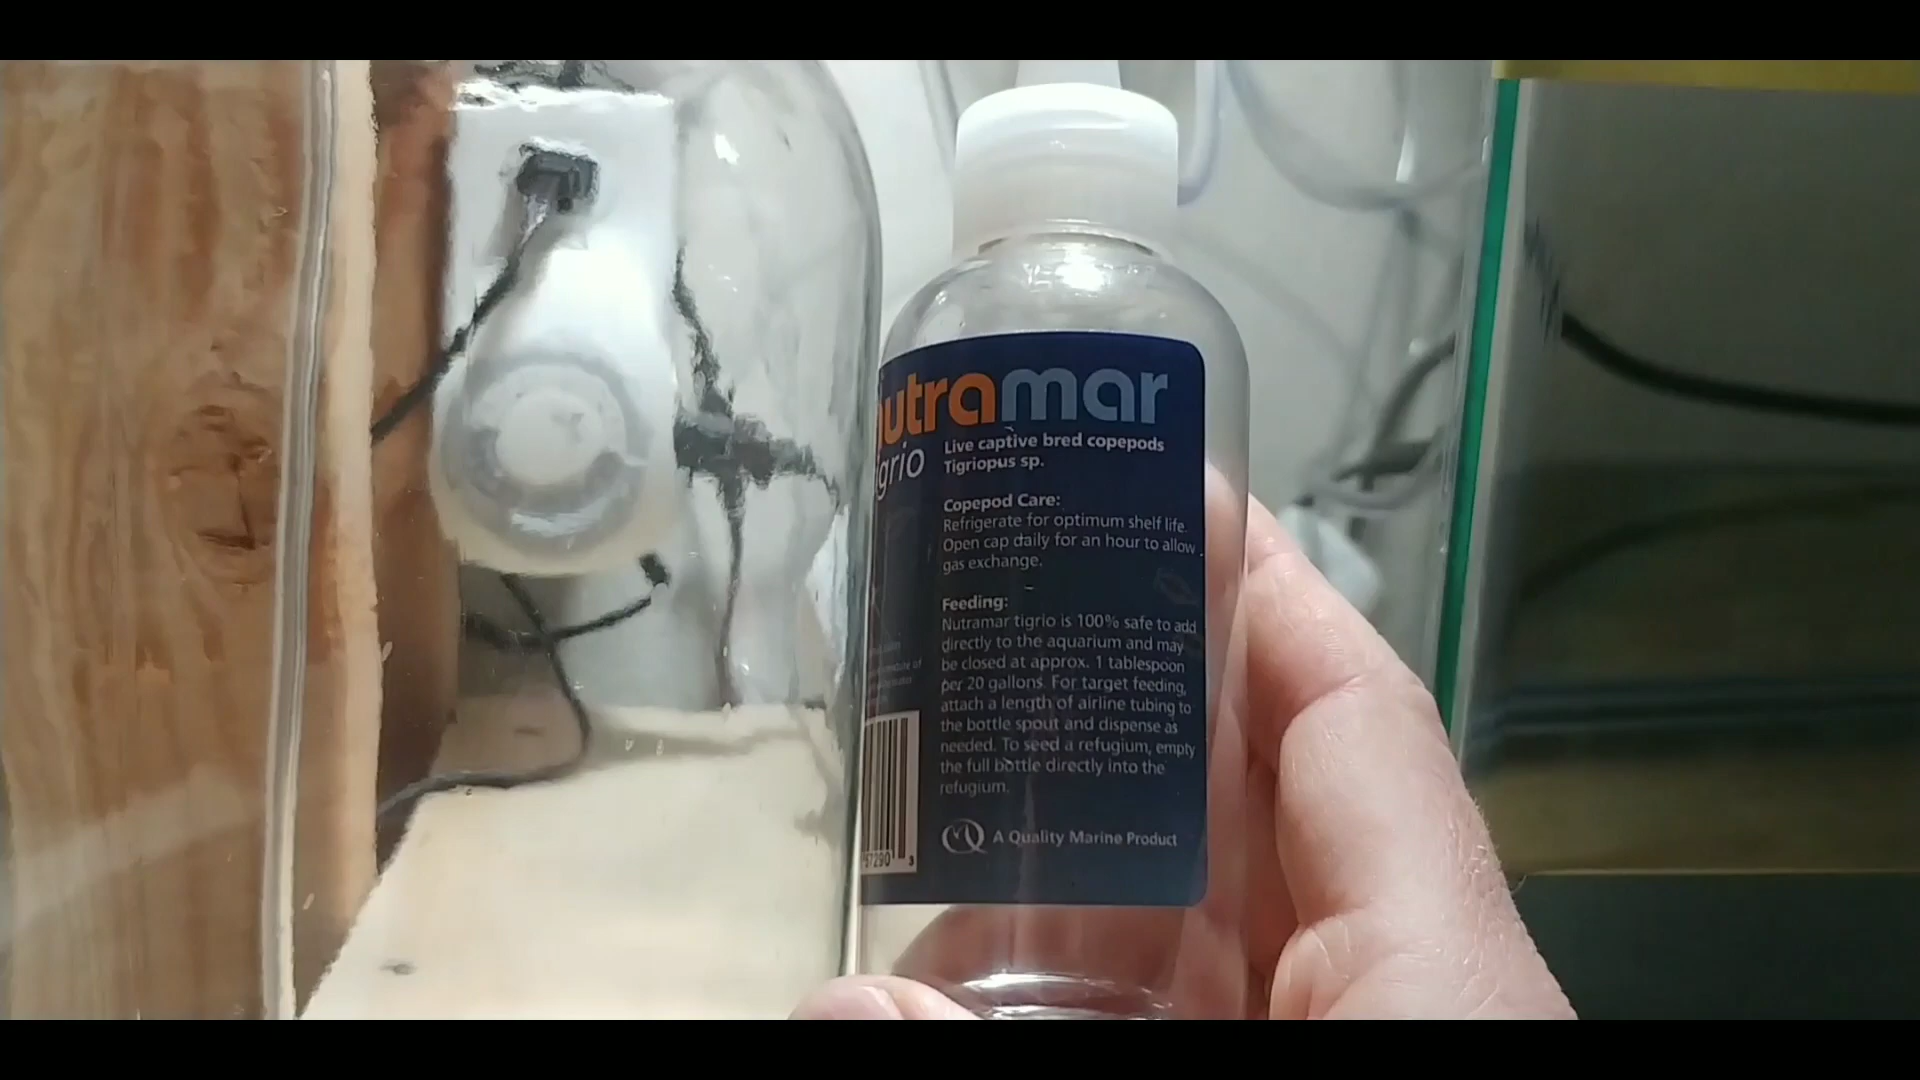 utramar
igrio
Live captive bred copepods
Tigriopus sp.
Copepod Care:
Refrigerate for optimum shelf life.
Open cap daily for an hour to allow
gas exchange.
Feeding:
Nutramar tigrio is 100% safe to add
directly to the aquarium and may
be closed at approx. 1 tablespoon
per 20 gallons. For target feeding,
attach a length of airline tubing to
the bottle spout and dispense as
needed. To seed a refugium, empty
the full bottle directly into the
refugium.
A Quality Marine Product
57290 3